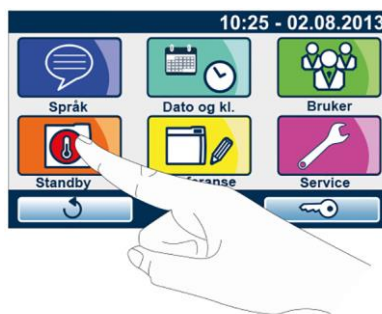 10:25 - 02.08.2013
Språk
Dato og kl.
Bruker
Standby
Service